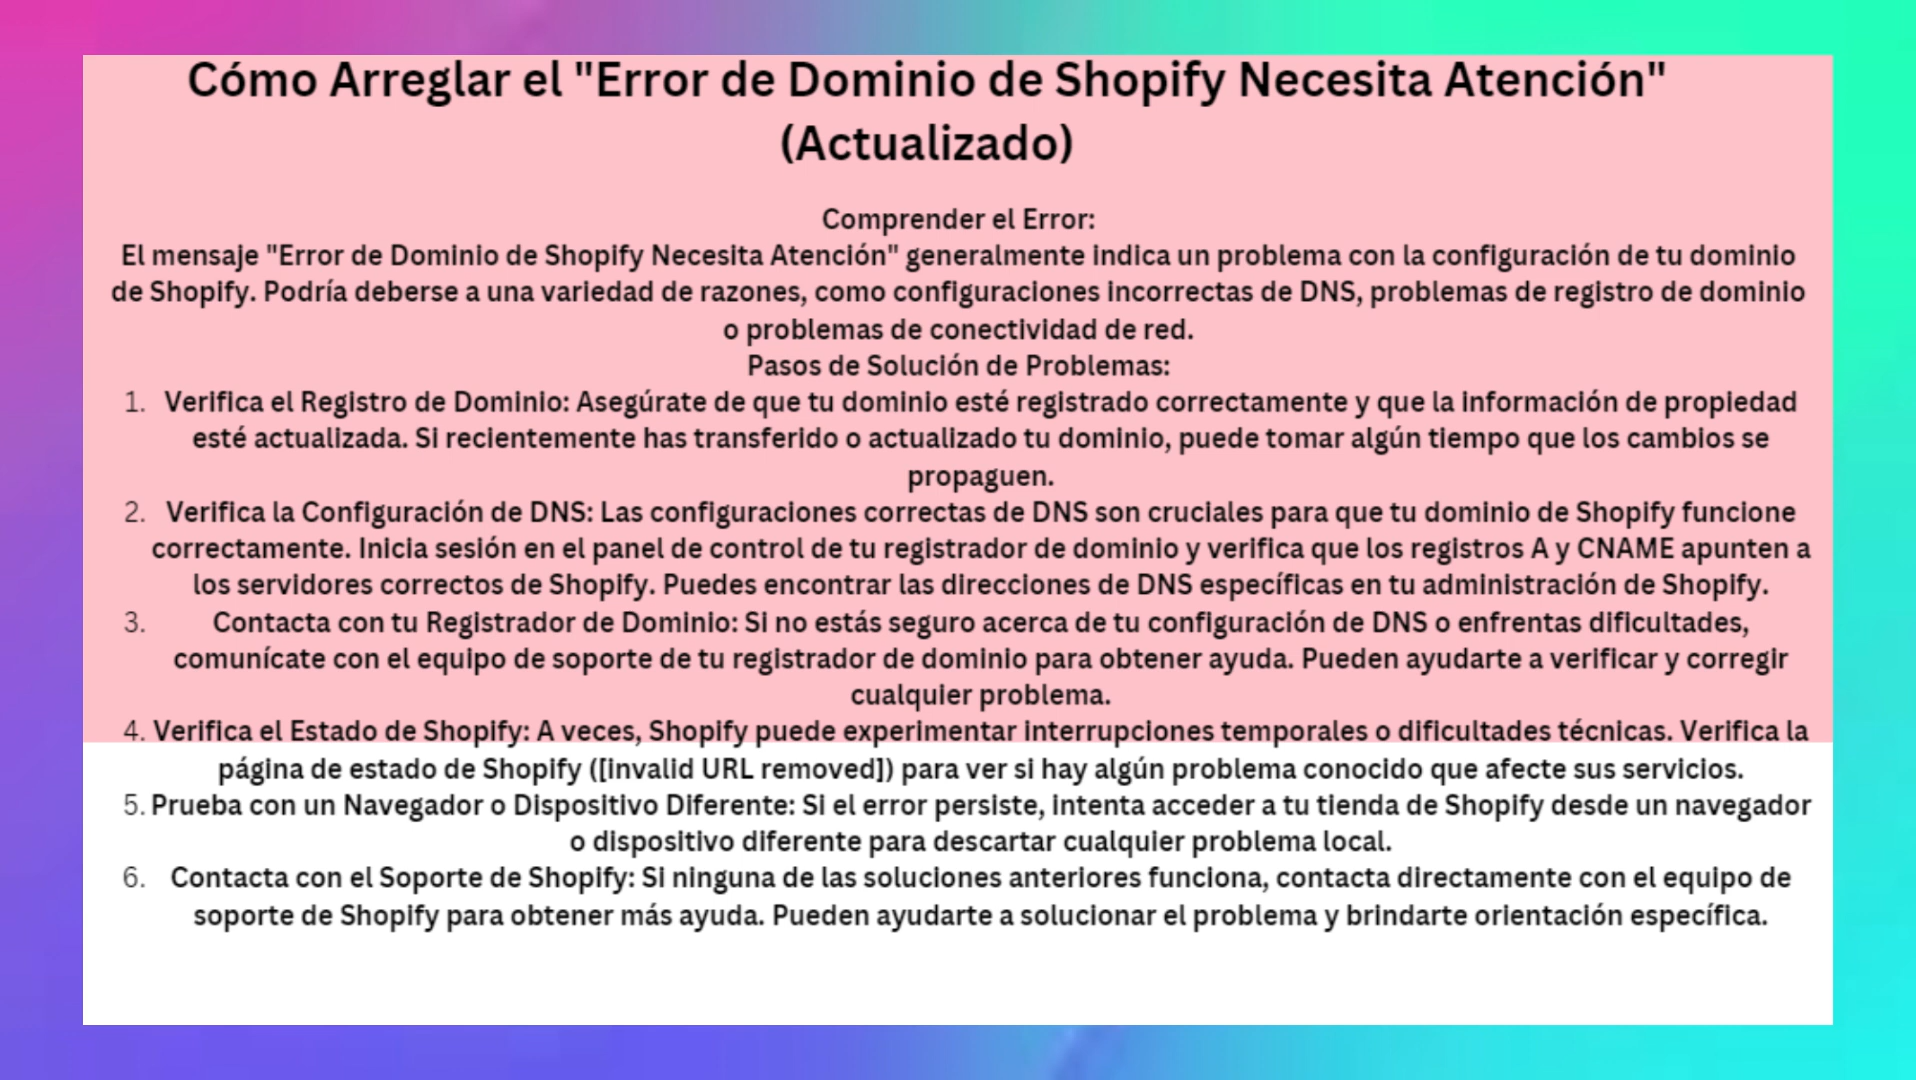 Cómo Arreglar el "Error de Dominio de Shopify Necesita Atención"
(Actualizado)
Comprender el Error:
El mensaje "Error de Dominio de Shopify Necesita Atención" generalmente indica un problema con la configuración de tu dominio
de Shopify. Podría deberse a una variedad de razones, como configuraciones incorrectas de DNS, problemas de registro de dominio
o problemas de conectividad de red.
Pasos de Solución de Problemas:
1. Verifica el Registro de Dominio: Asegúrate de que tu dominio esté registrado correctamente y que la información de propiedad
esté actualizada. Si recientemente has transferido o actualizado tu dominio, puede tomar algún tiempo que los cambios se
propaguen.
2. Verifica la Configuración de DNS: Las configuraciones correctas de DNS son cruciales para que tu dominio de Shopify funcione
correctamente. Inicia sesión en el panel de control de tu registrador de dominio y verifica que los registros A y CNAME apunten a
los servidores correctos de Shopify. Puedes encontrar las direcciones de DNS específicas en tu administración de Shopify.
3. Contacta con tu Registrador de Dominio: Si no estás seguro acerca de tu configuración de DNS o enfrentas dificultades,
comunícate con el equipo de soporte de tu registrador de dominio para obtener ayuda. Pueden ayudarte a verificar y corregir
cualquier problema.
4. Verifica el Estado de Shopify: A veces, Shopify puede experimentar interrupciones temporales o dificultades técnicas. Verifica la
página de estado de Shopify ([invalid URL removed]) para ver si hay algún problema conocido que afecte sus servicios.
5. Prueba con un Navegador o Dispositivo Diferente: Si el error persiste, intenta acceder a tu tienda de Shopify desde un navegador
o dispositivo diferente para descartar cualquier problema local.
6. Contacta con el Soporte de Shopify: Si ninguna de las soluciones anteriores funciona, contacta directamente con el equipo de
soporte de Shopify para obtener más ayuda. Pueden ayudarte a solucionar el problema y brindarte orientación específica.